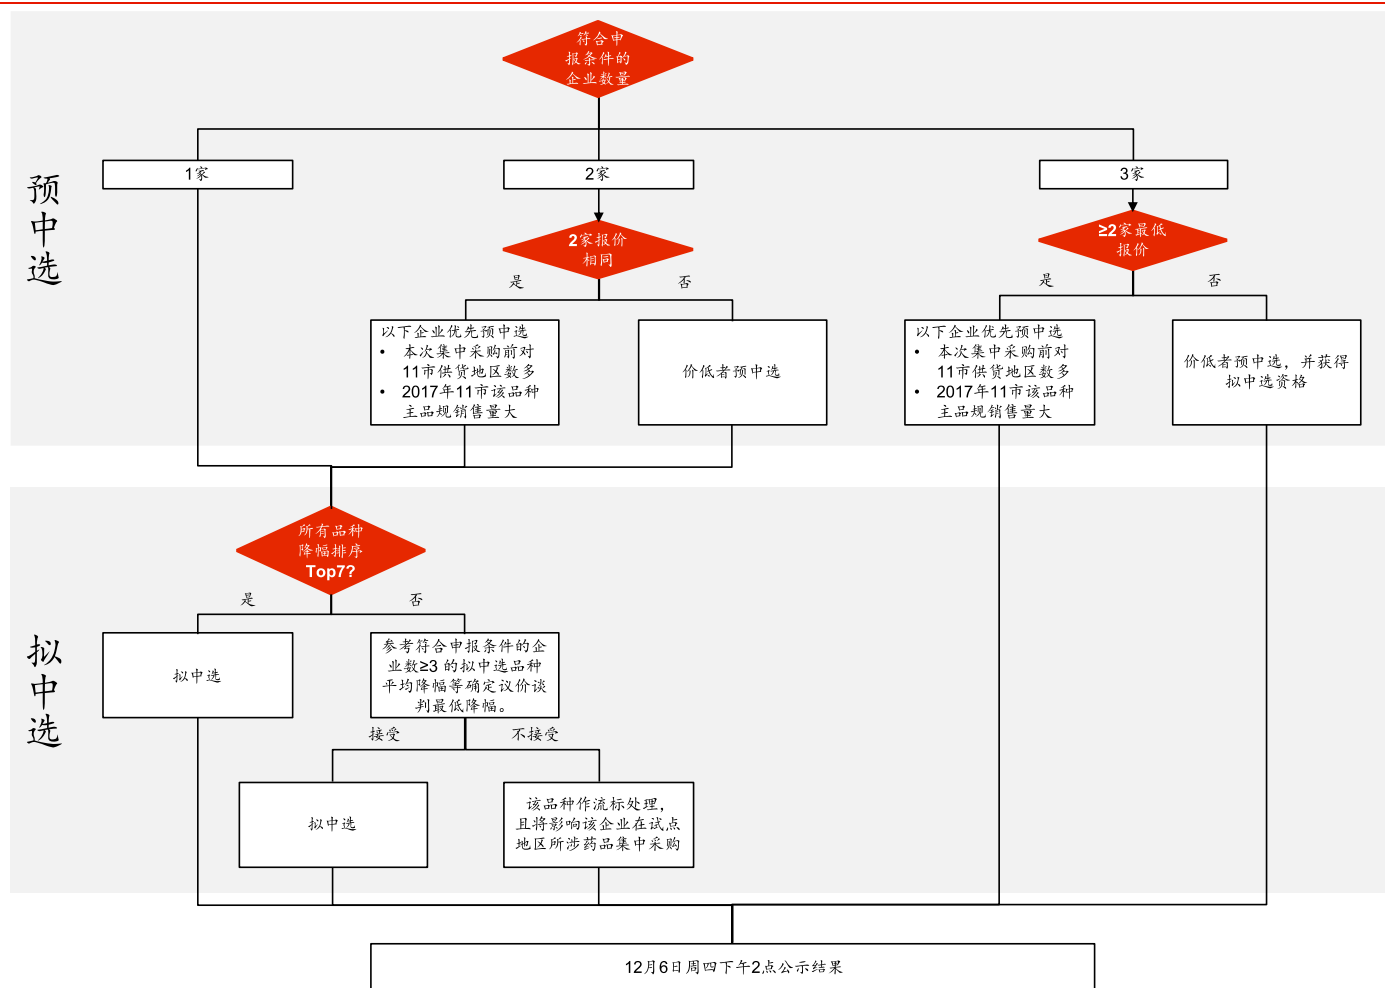 符合申
报条件的
企业数量
1家
2家
3家
预
中
选
2家报价
相同
≥2家最低
报价
是
否
是
否
以下企业优先预中选
• 本次集中采购前对
11市供货地区数多
• 2017年11市该品种
主品规销售量大
价低者预中选
以下企业优先预中选
• 本次集中采购前对
11市供货地区数多
• 2017年11市该品种
主品规销售量大
价低者预中选，并获得
拟中选资格
所有品种
降幅排序
Top7?
是
否
拟
中
选
拟中选
参考符合申报条件的企
业数≥3 的拟中选品种
平均降幅等确定议价谈
判最低降幅。
接受
不接受
拟中选
该品种作流标处理，
且将影响该企业在试点
地区所涉药品集中采购
12月6日周四下午2点公示结果